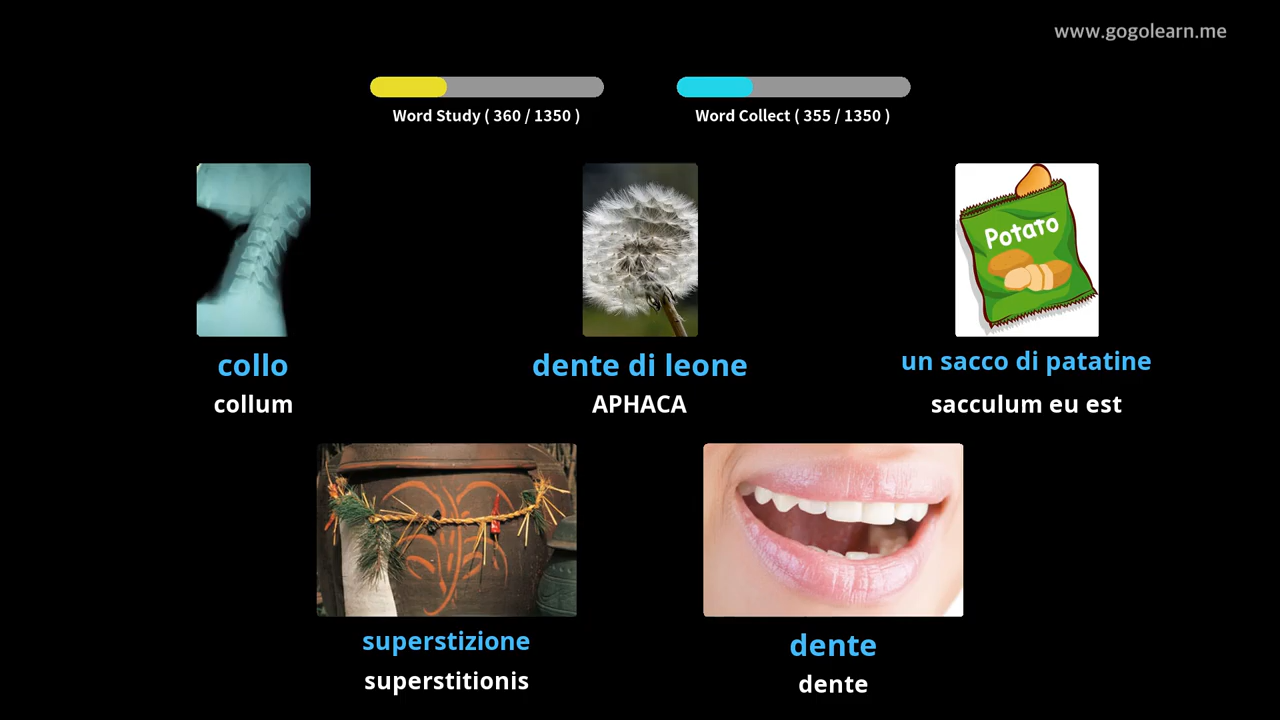 www.gogolearn.me
Word Study ( 360 / 1350 )
Word Collect ( 355 / 1350 )
Potato
collo
dente di leone
un sacco di patatine
collum
APHACA
sacculum eu est
superstizione
dente
superstitionis
dente